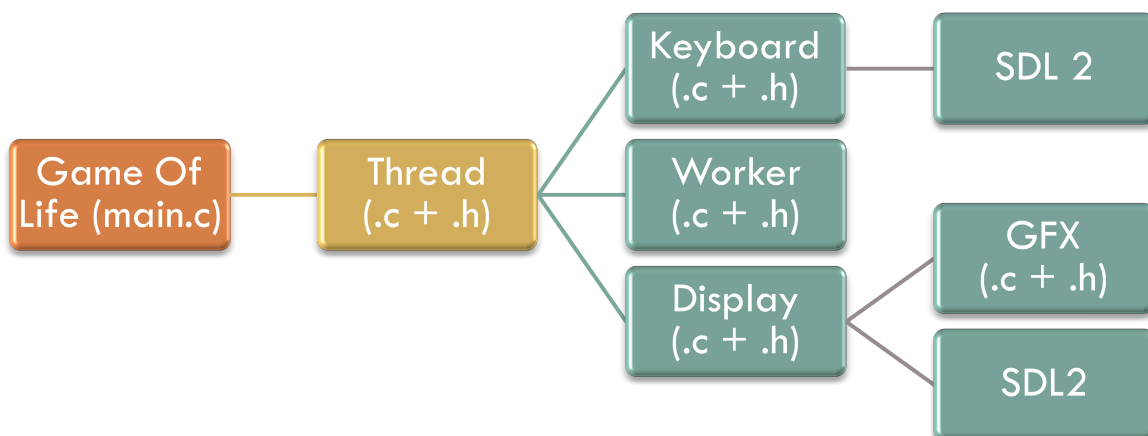 Game Of
Life (main.c)
Thread
(.c + .h)
Keyboard
(.c + .h)
SDL 2
Worker
(.c + .h)
Display
(.c + .h)
GFX
(.c + .h)
SDL2